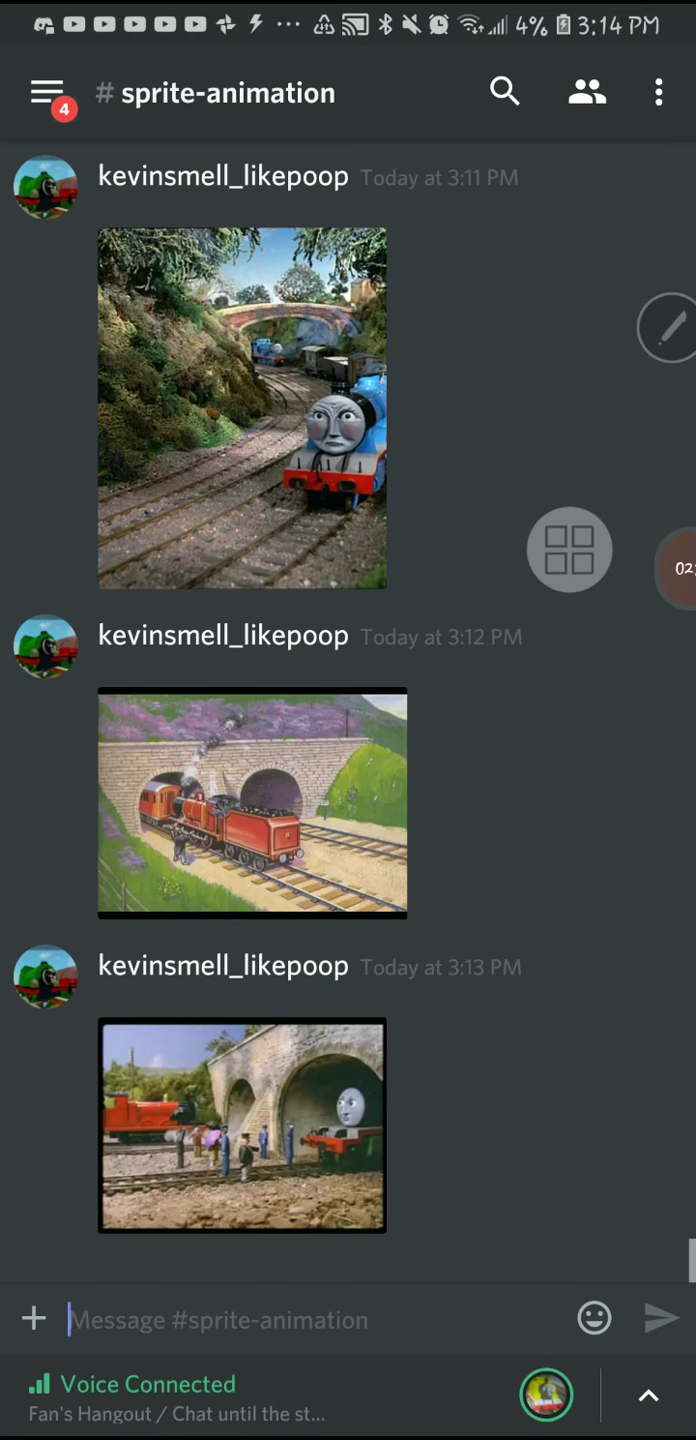 4% 3:14 PM
4
# sprite-animation
kevinsmell_likepoop Today at 3:11 PM
02:
kevinsmell_likepoop Today at 3:12 PM
kevinsmell_likepoop Today at 3:13 PM
Message #sprite-animation
Voice Connected
Fan's Hangout / Chat until the st...